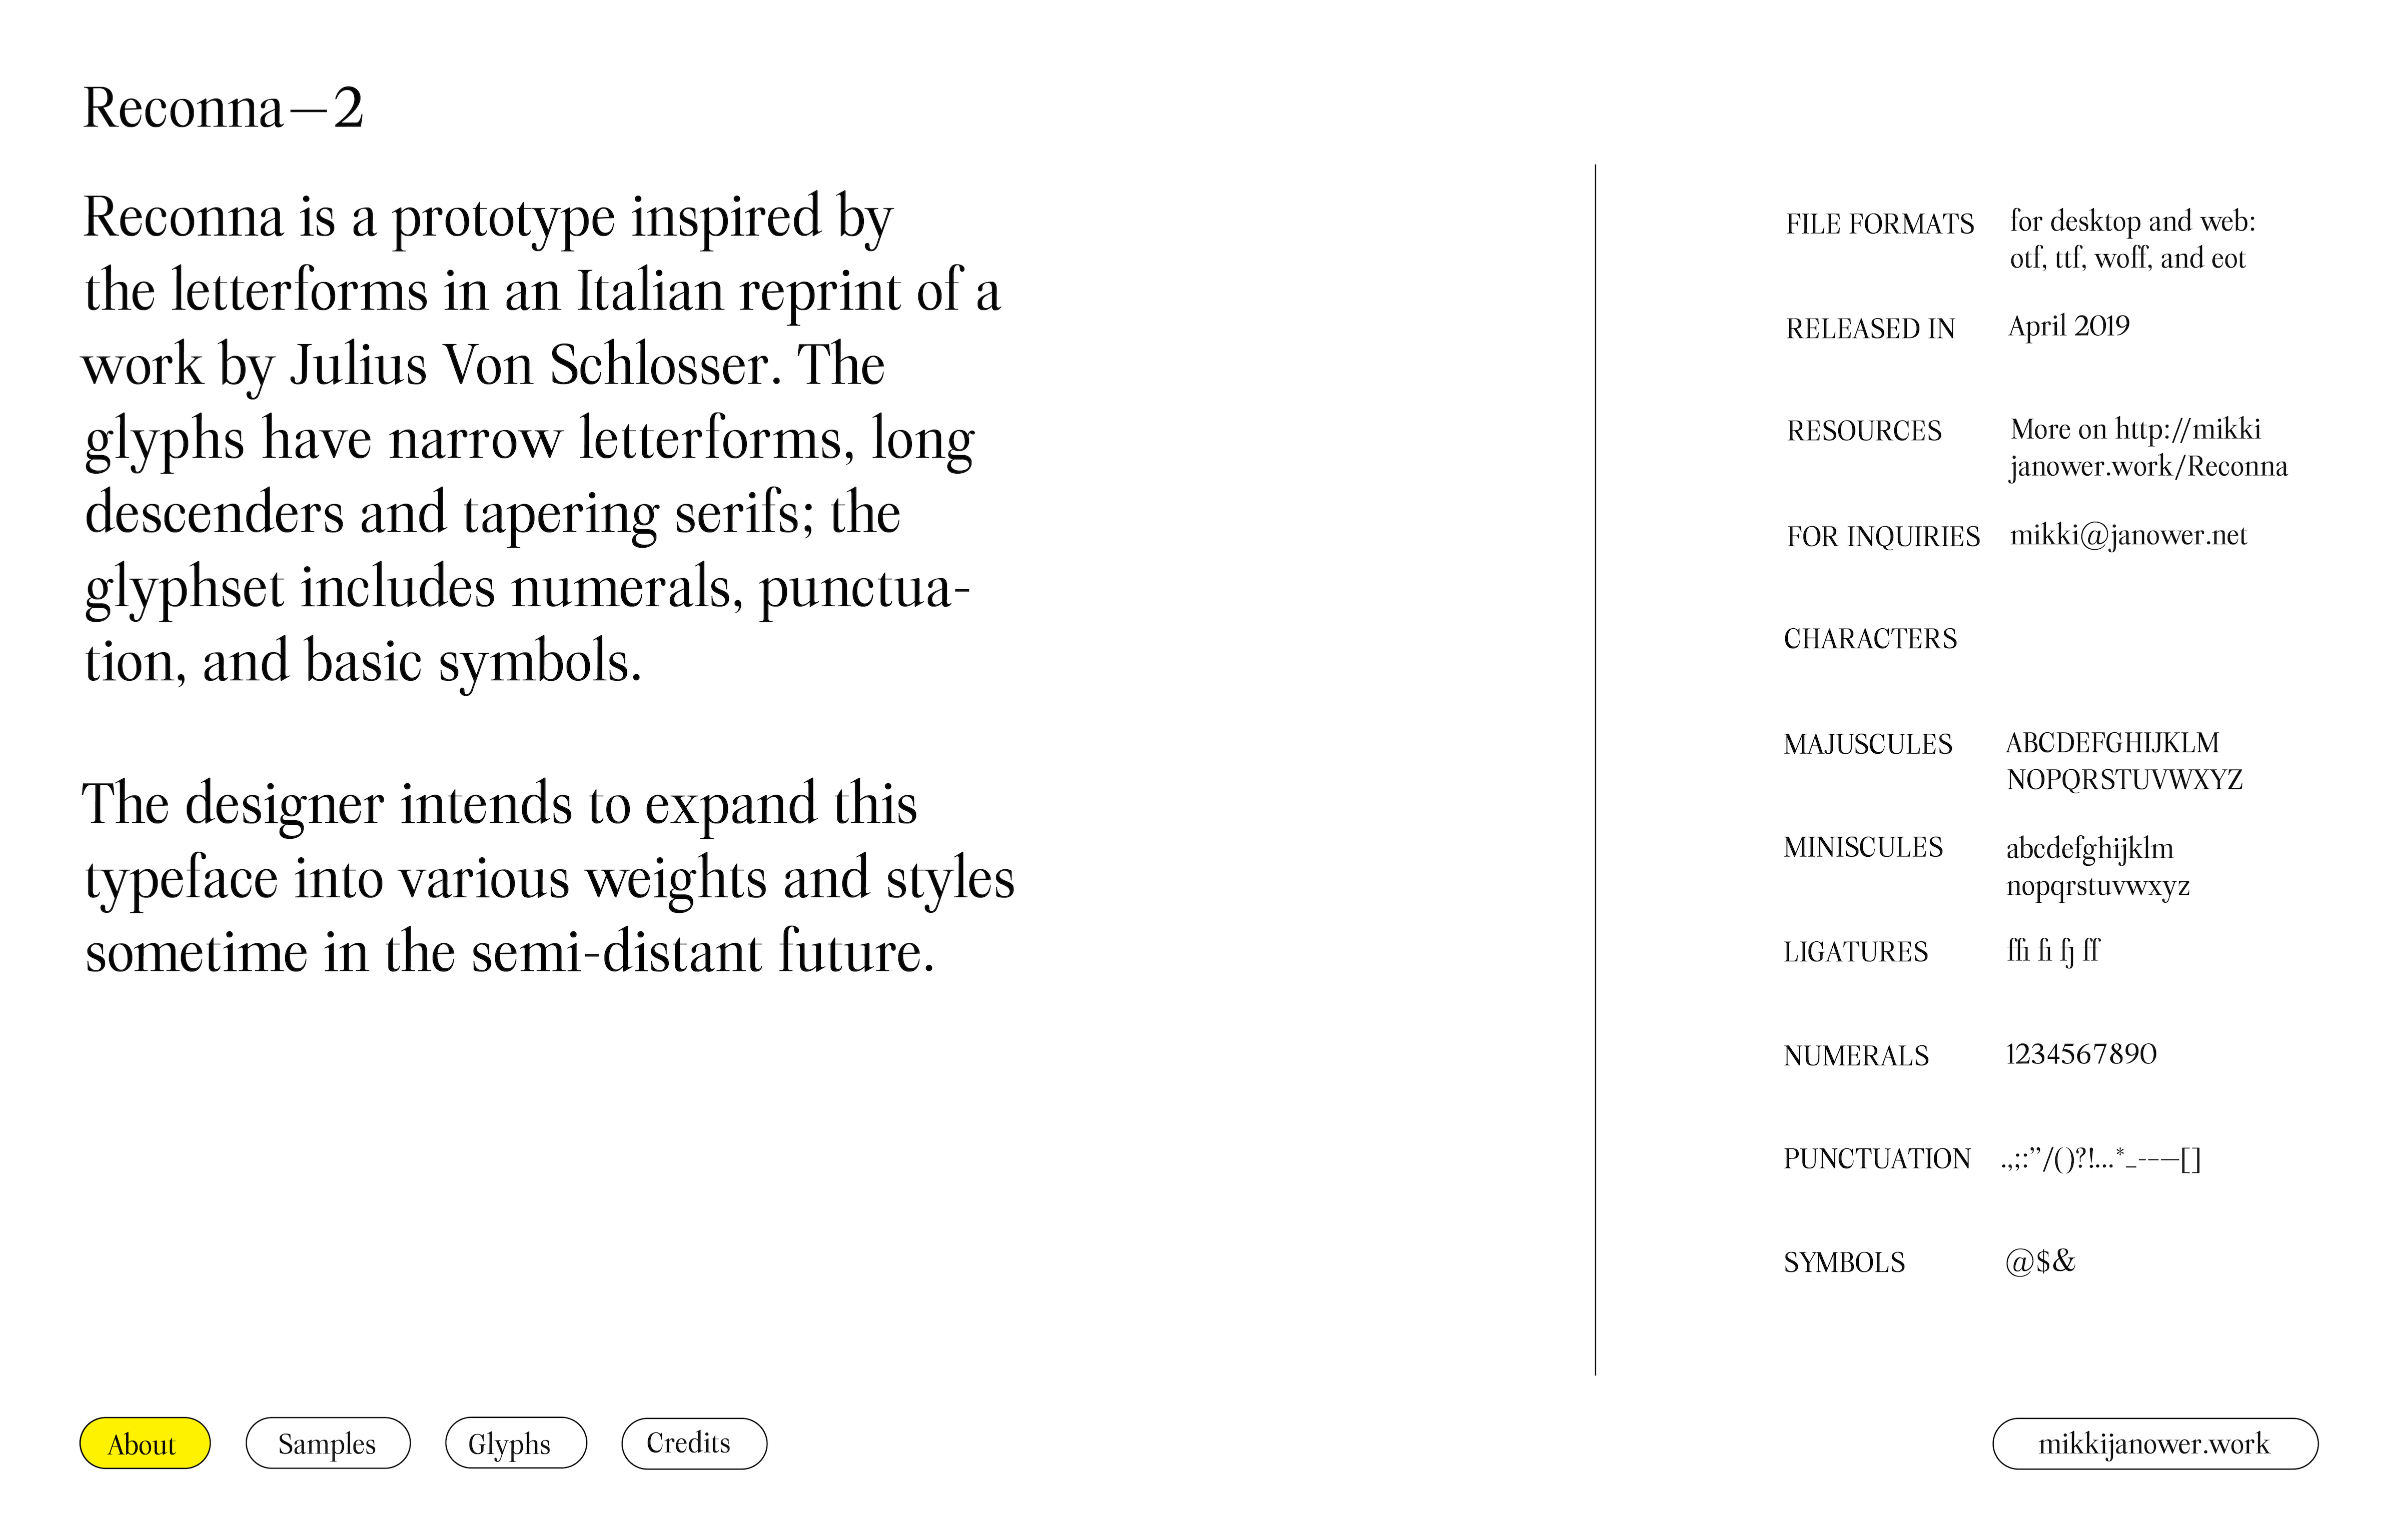 Reconna—2
Reconna is a prototype inspired by
the letterforms in an Italian reprint of a
work by Julius Von Schlosser. The
glyphs have narrow letterforms, long
descenders and tapering serifs; the
glyphset includes numerals, punctua-
tion, and basic symbols.
The designer intends to expand this
typeface into various weights and styles
sometime in the semi-distant future.
FILE FORMATS for desktop and web:
otf, ttf, woff, and eot
RELEASED IN April 2019
RESOURCES More on http://mikki
janower.work/Reconna
FOR INQUIRIES mikki@janower.net
CHARACTERS
MAJUSCULES ABCDEFGHIJKLM
NOPQRSTUVWXYZ
MINISCULES abcdefghijklm
nopqrstuvwxyz
LIGATURES ffi fi fj ff
NUMERALS 1234567890
PUNCTUATION .,;:”/()?!...*_-–—[]
SYMBOLS @$&
About Samples Glyphs Credits mikkijanower.work